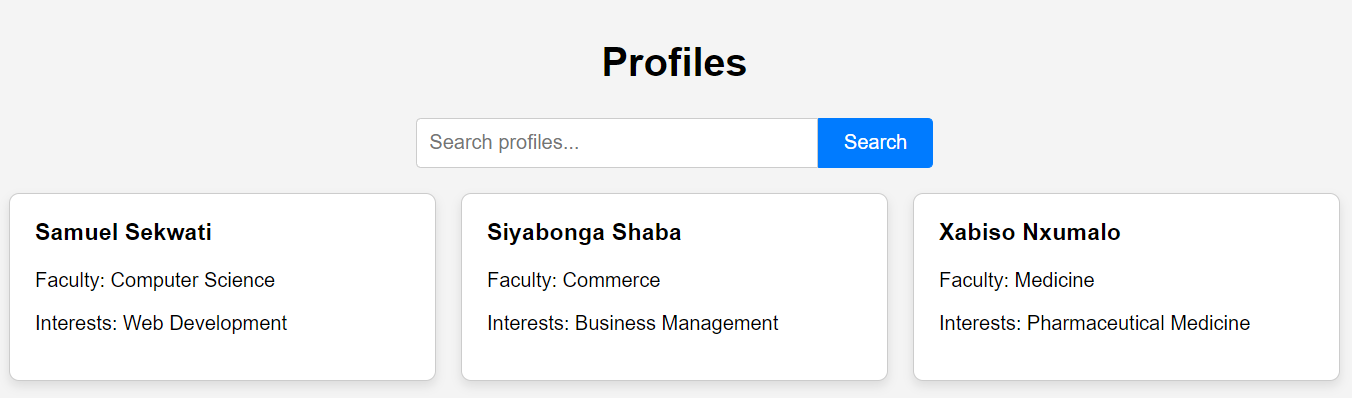 Profiles
Search profiles...
Search
Samuel Sekwati
Faculty: Computer Science
Interests: Web Development
Siyabonga Shaba
Faculty: Commerce
Interests: Business Management
Xabiso Nxumalo
Faculty: Medicine
Interests: Pharmaceutical Medicine